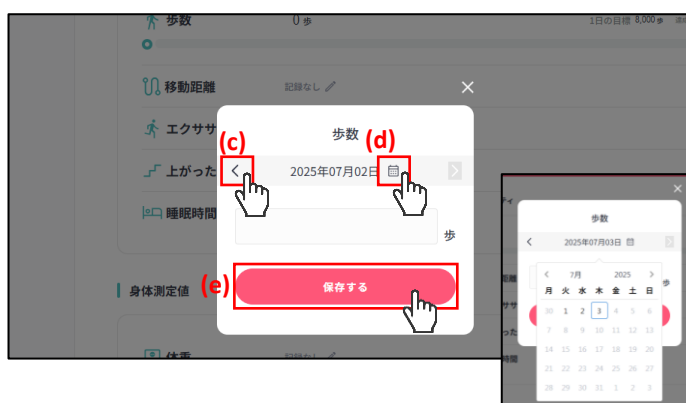 歩数 0 歩 1日の目標 8,000 歩
移動距離 記録なし
エクササ
上がった
睡眠時間
身体測定値
体重 記録なし
歩数
(c) (d)
2025年07月02日
歩
(e) 保存する
歩数
2025年07月03日
7月 2025
月 火 水 木 金 土 日
30 1 2 3 4 5 6
7 8 9 10 11 12 13
14 15 16 17 18 19 20
21 22 23 24 25 26 27
28 29 30 31 1 2 3
歩
ササ
った
時間